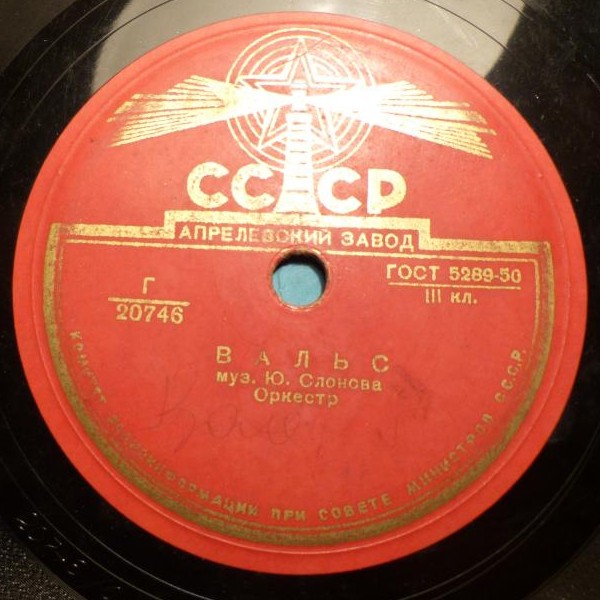 СССР
АПРЕЛЕВСКИЙ ЗАВОД
ГОСТ 5289-50
III кл.
Г
20746
ВАЛЬС
муз. Ю. Слонова
Оркестр
КОМИТЕТ РАДИОИНФОРМАЦИИ ПРИ СОВЕТЕ МИНИСТРОВ СССР.